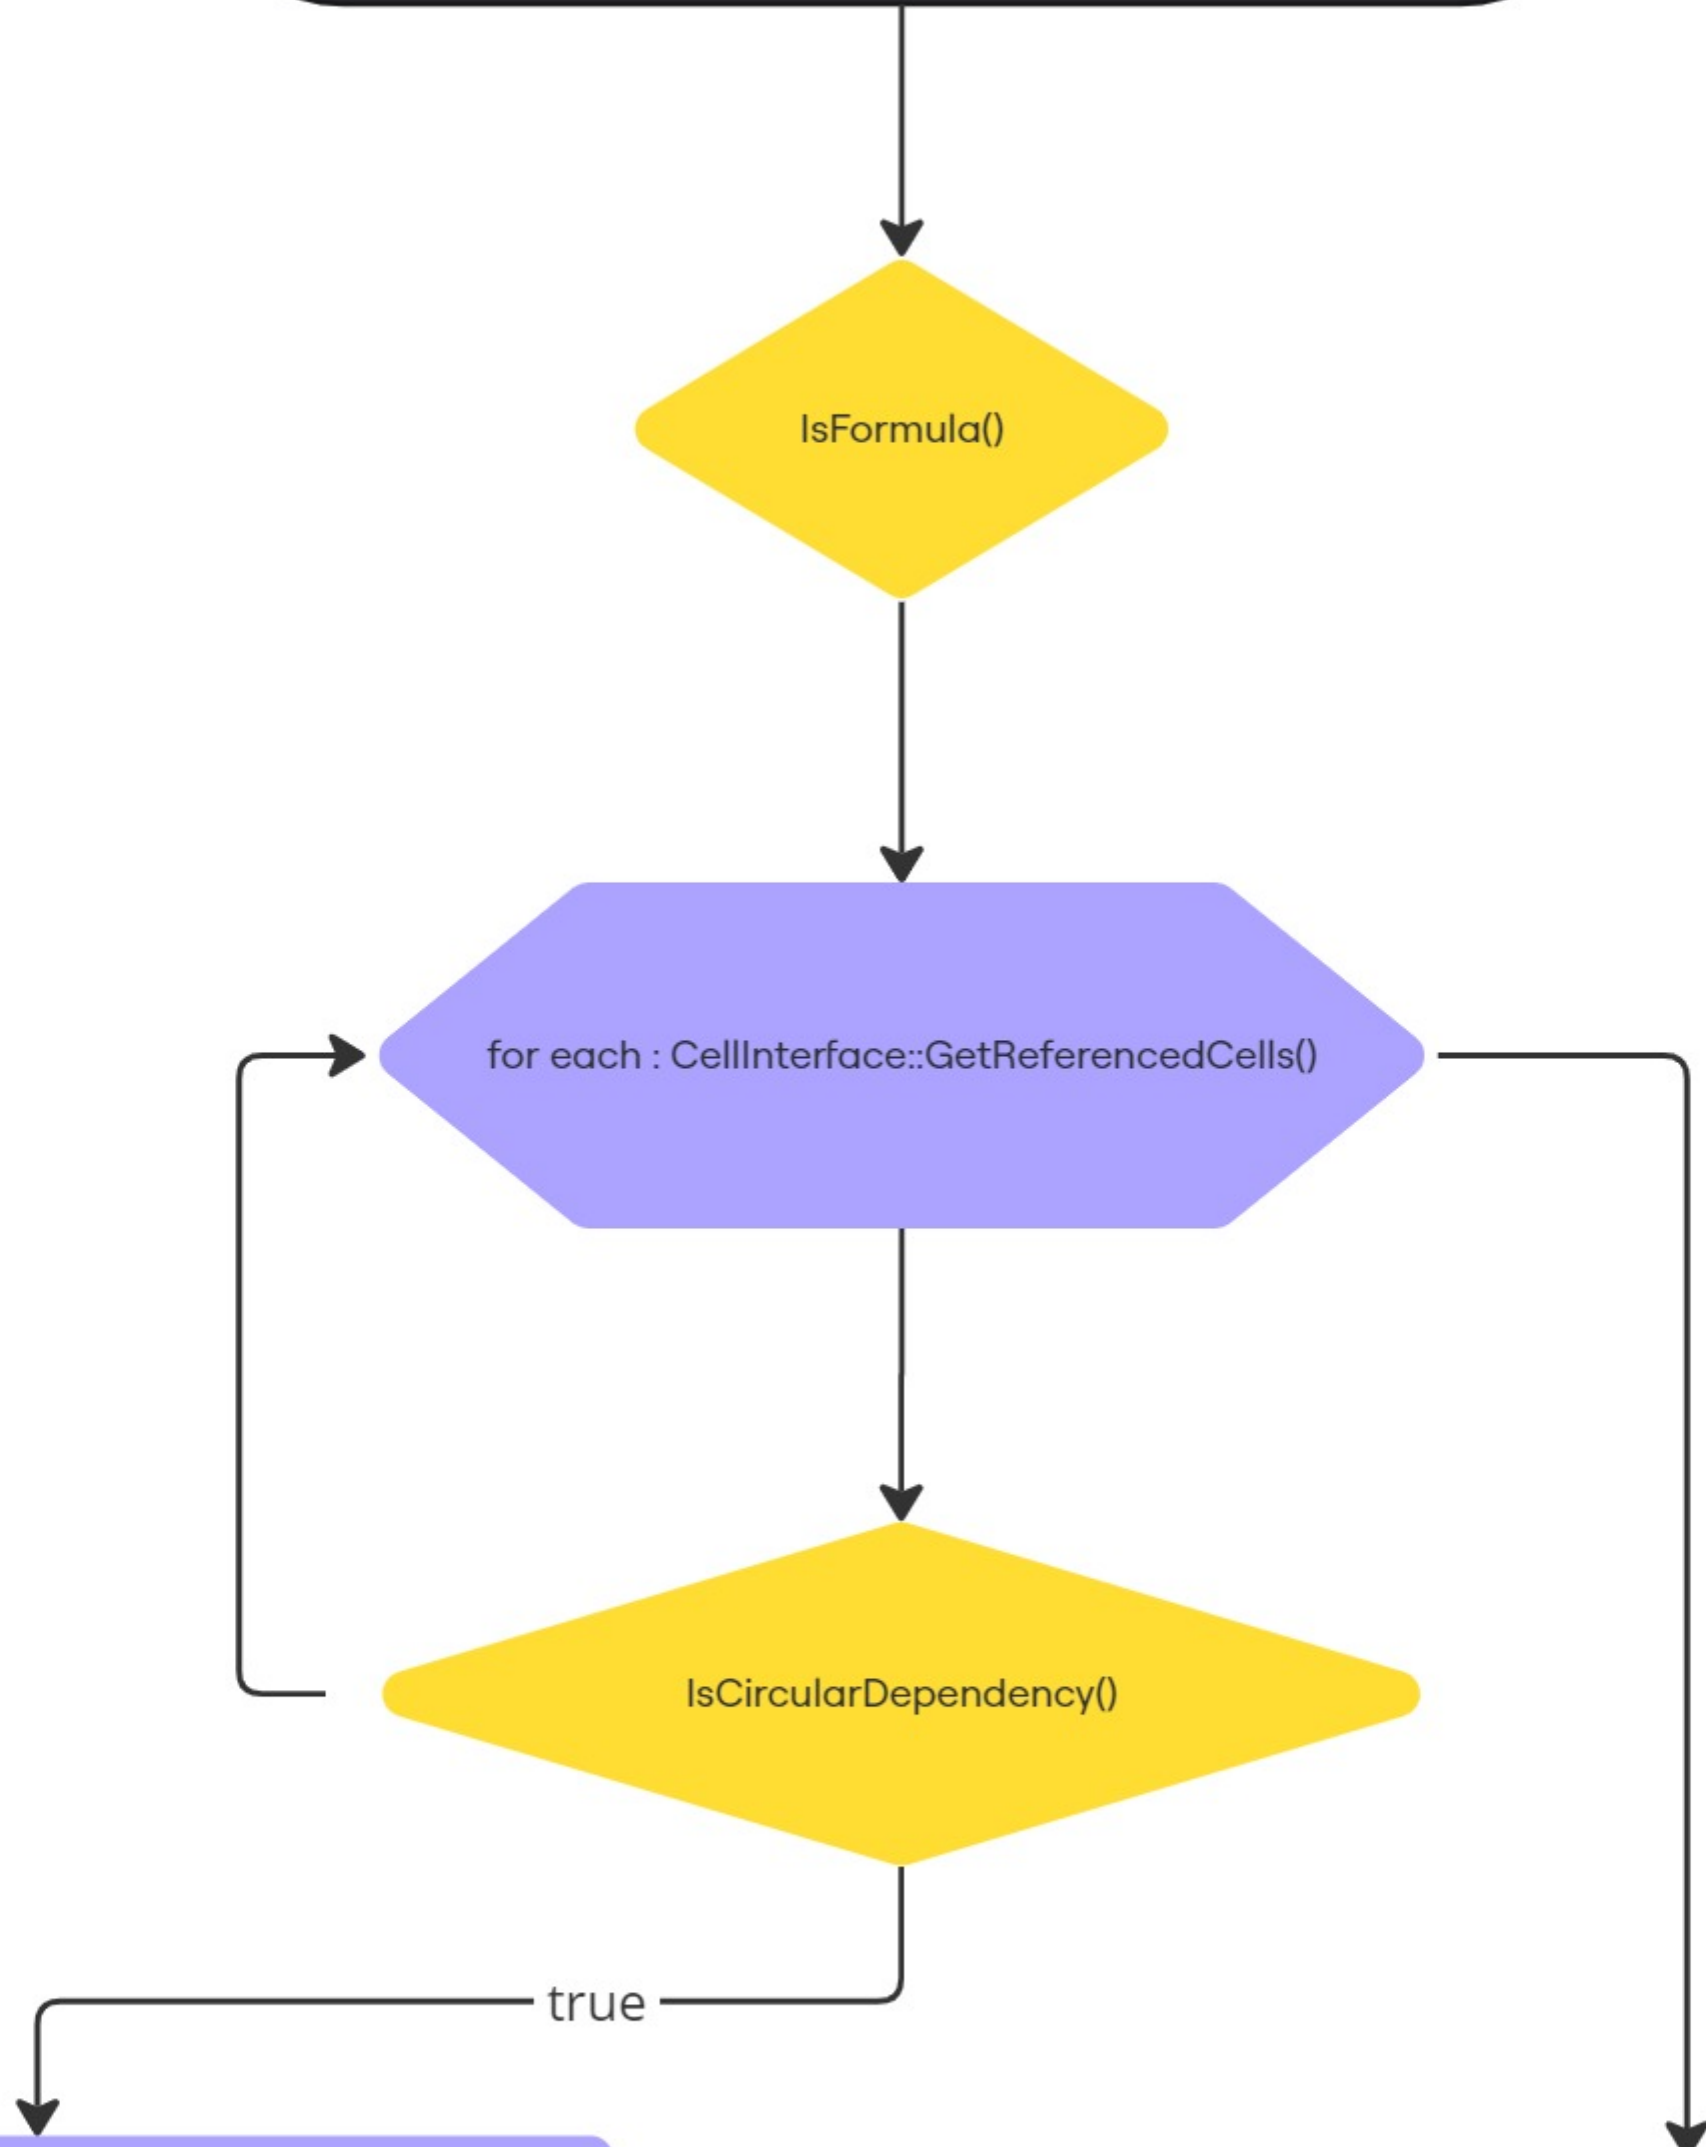 IsFormula()
for each : CellInterface::GetReferencedCells()
IsCircularDependency()
true